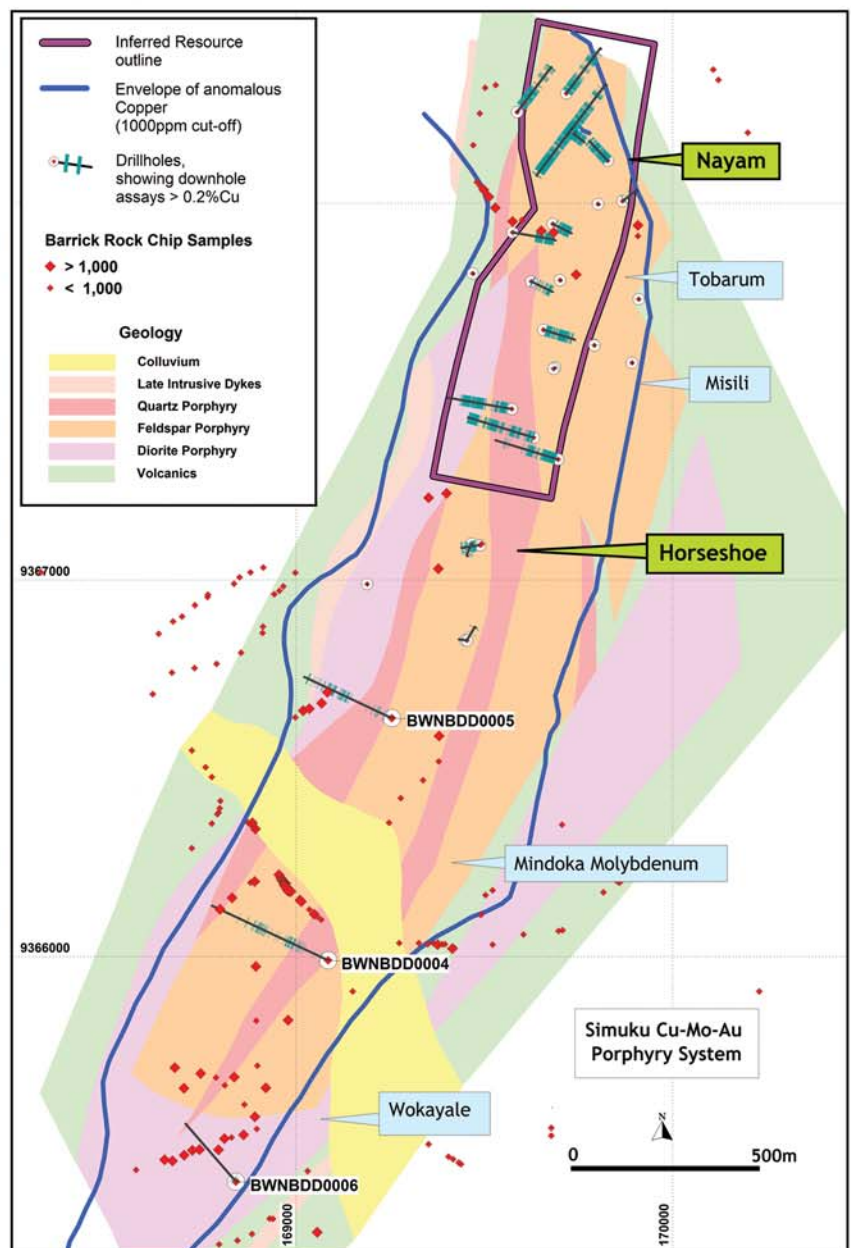 Inferred Resource
outline
Envelope of anomalous
Copper
(1000ppm cut-off)
Drillholes,
showing downhole
assays > 0.2%Cu
Barrick Rock Chip Samples
> 1,000
< 1,000
Geology
Colluvium
Late Intrusive Dykes
Quartz Porphyry
Feldspar Porphyry
Diorite Porphyry
Volcanics
Nayam
Tobarum
Misili
Horseshoe
9367000
BWNBDD0005
Mindoka Molybdenum
9366000
BWNBDD0004
Simuku Cu-Mo-Au
Porphyry System
Wokayale
N
0 500m
BWNBDD0006
169000
170000